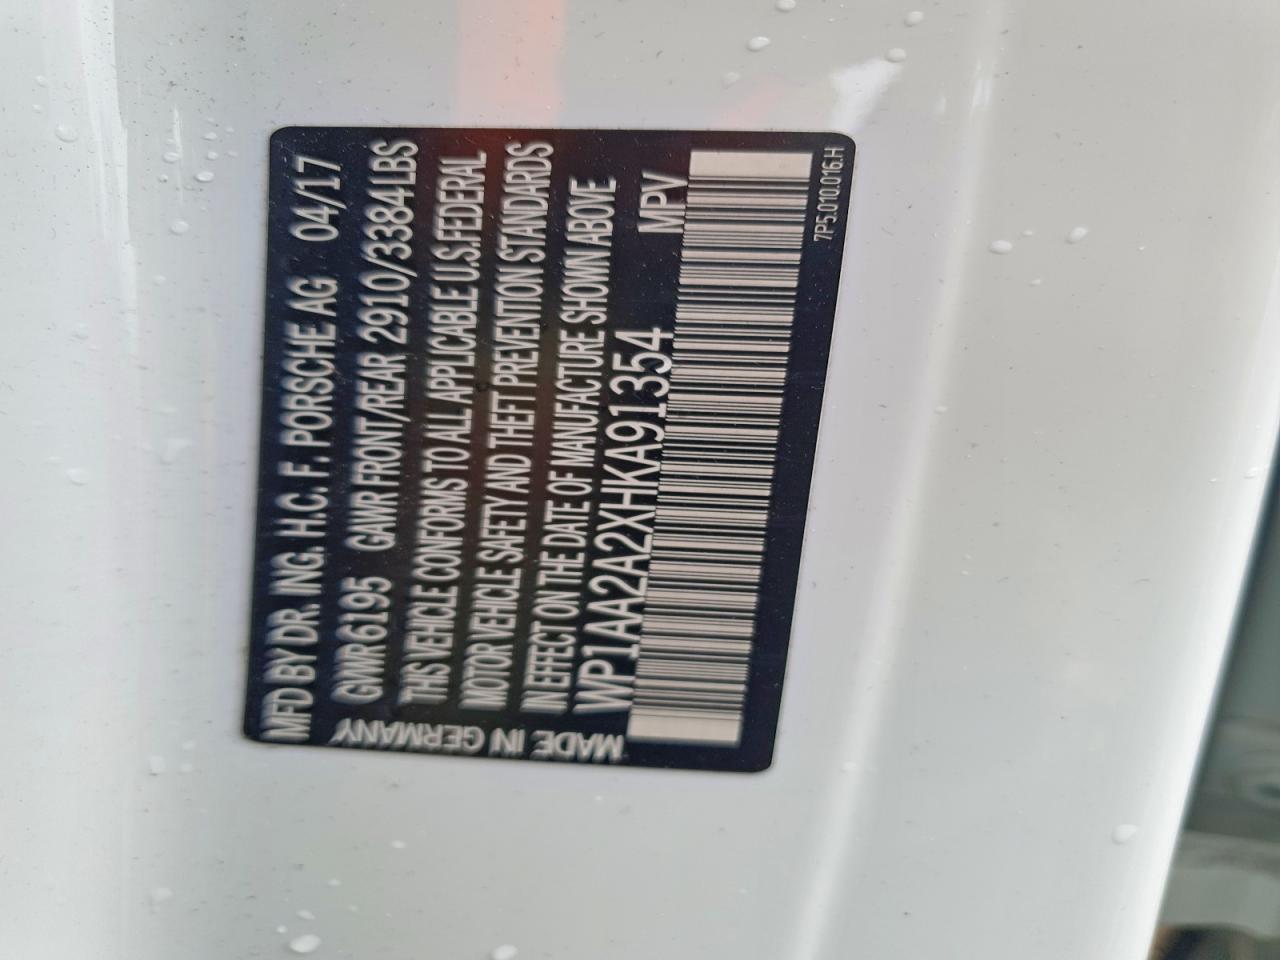 MFD BY DR. ING. H.C. F. PORSCHE AG 04/17
GVWR 6195 GAWR FRONT/REAR 2910/3384 LBS
THIS VEHICLE CONFORMS TO ALL APPLICABLE U.S. FEDERAL
MOTOR VEHICLE SAFETY AND THEFT PREVENTION STANDARDS
IN EFFECT ON THE DATE OF MANUFACTURE SHOWN ABOVE
WP1AA2A2XHKA91354 MPV
MADE IN GERMANY
7P5.010.016.H